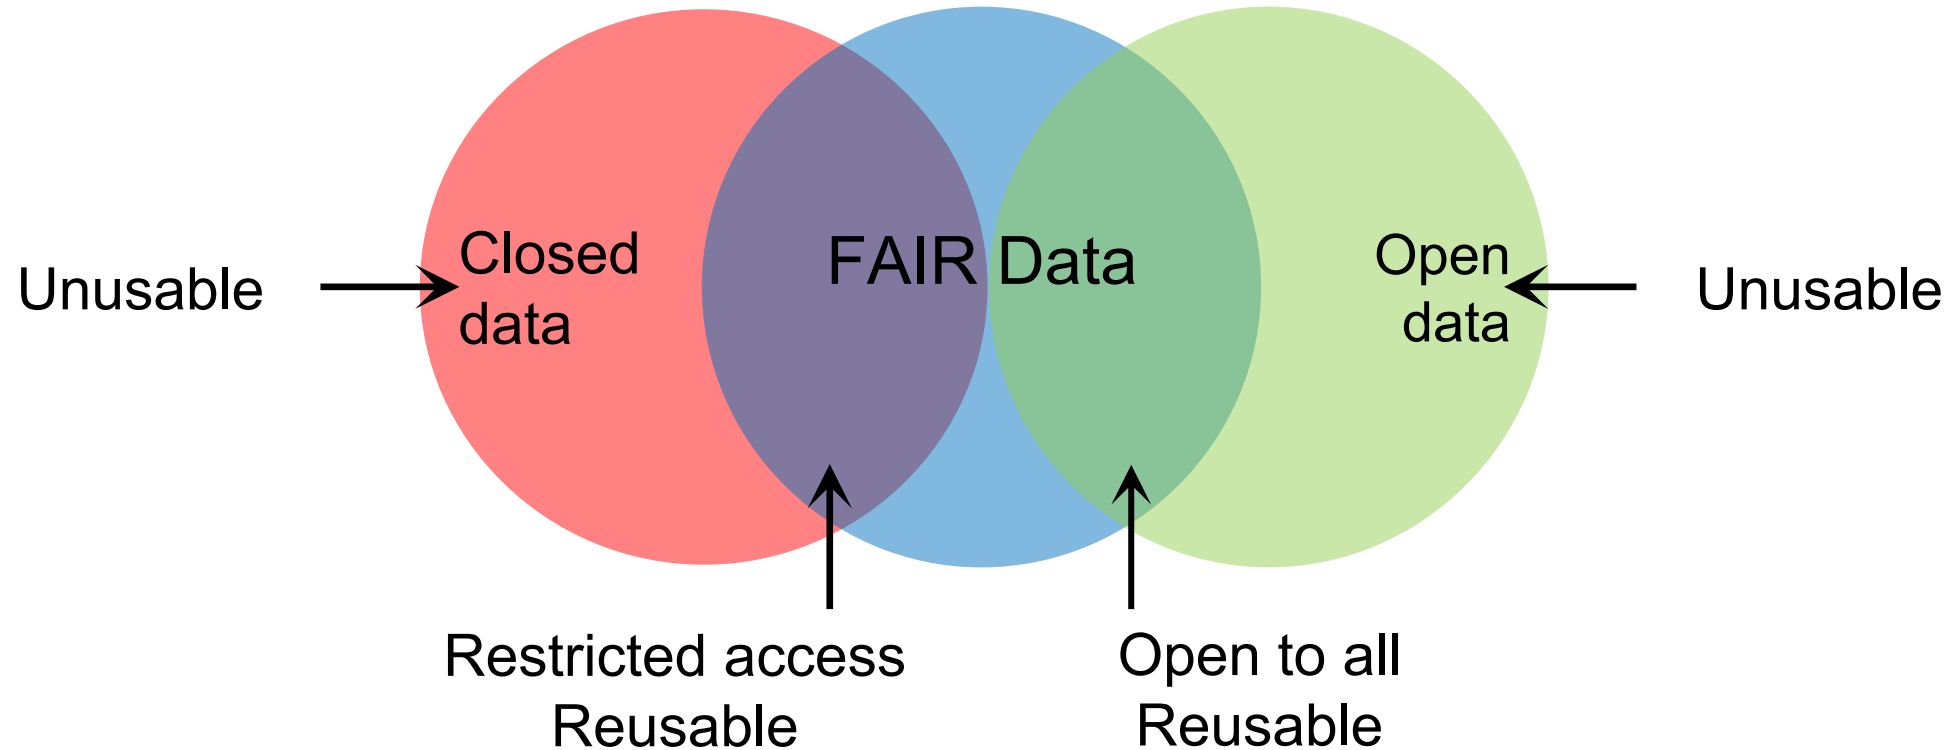 Unusable
Closed
data
FAIR Data
Open
data
Unusable
Restricted access
Reusable
Open to all
Reusable